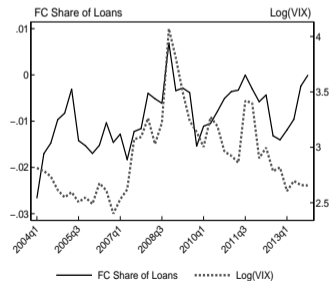 FC Share of Loans Log(VIX)
.01 4
0 3.5
-.01 3
-.02 2.5
-.03
2004q1 2005q3 2007q1 2008q3 2010q1 2011q3 2013q1
FC Share of Loans Log(VIX)